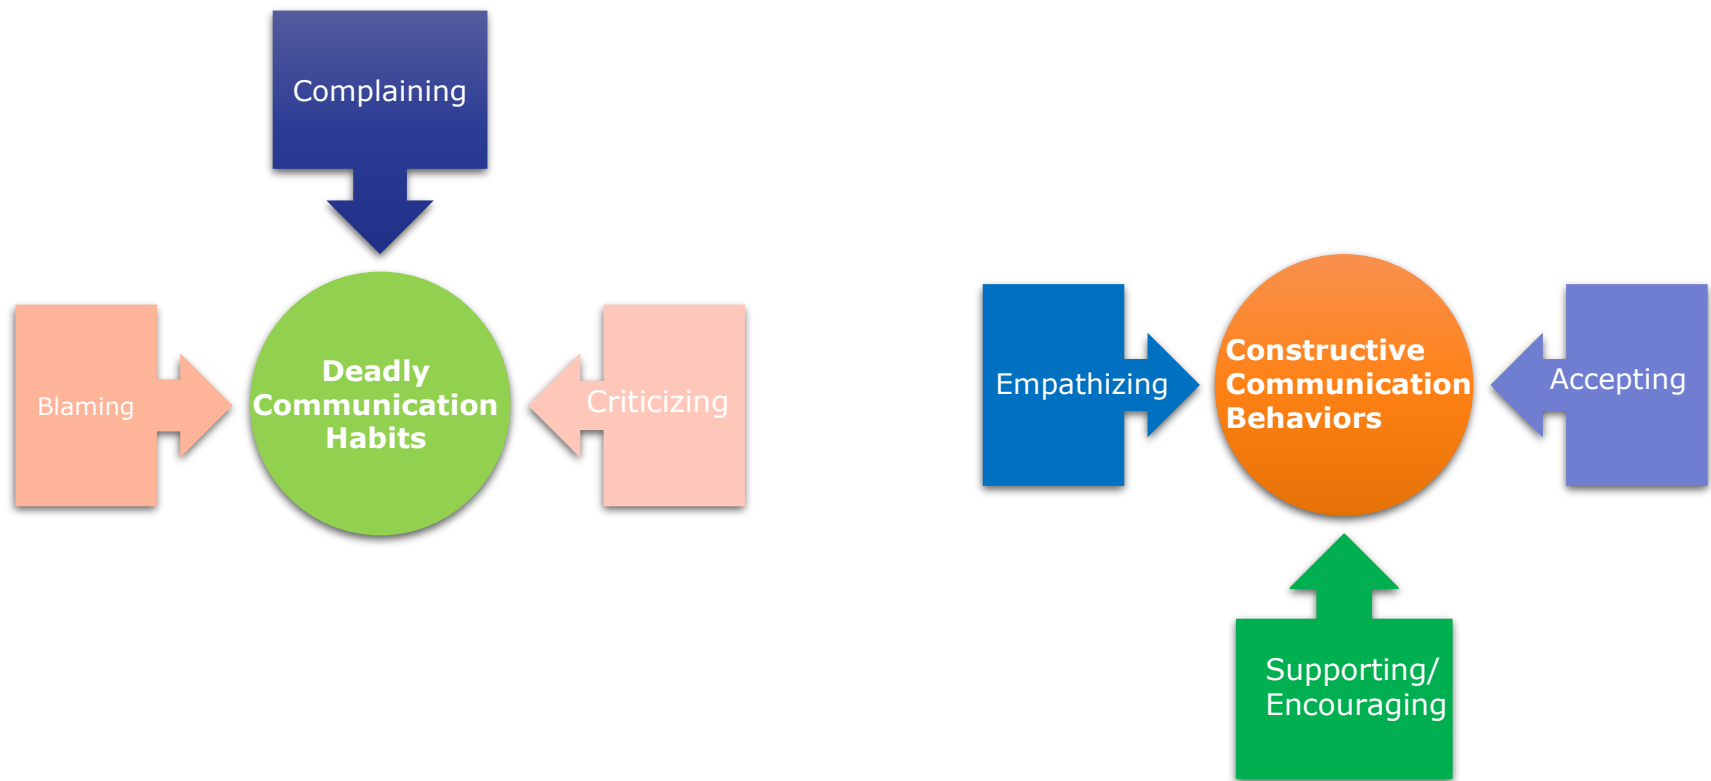 Complaining
Blaming
Deadly
Communication
Habits
Criticizing
Empathizing
Constructive
Communication
Behaviors
Accepting
Supporting/
Encouraging